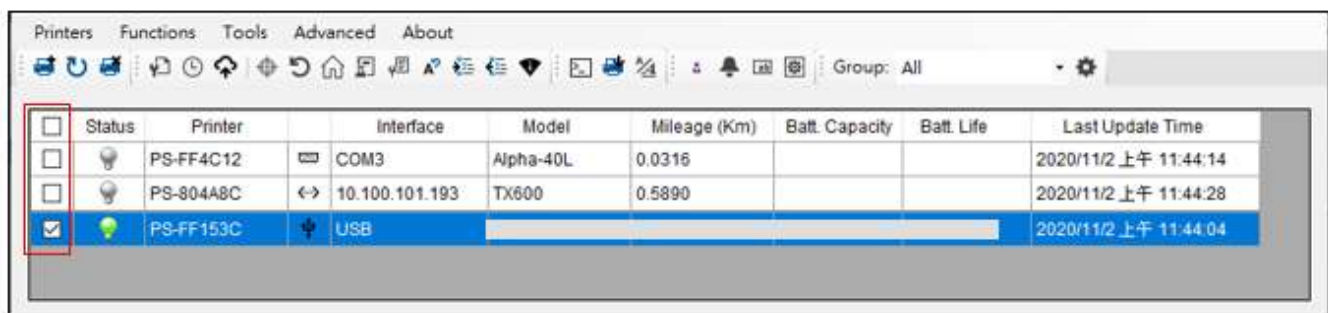 Printers Functions Tools Advanced About
Group: All
Status Printer Interface Model Mileage (Km) Batt. Capacity Batt. Life Last Update Time
PS-FF4C12 COM3 Alpha-40L 0.0316 2020/11/2 上午 11:44:14
PS-804A8C 10.100.101.193 TX600 0.5890 2020/11/2 上午 11:44:28
PS-FF153C USB 2020/11/2 上午 11:44:04